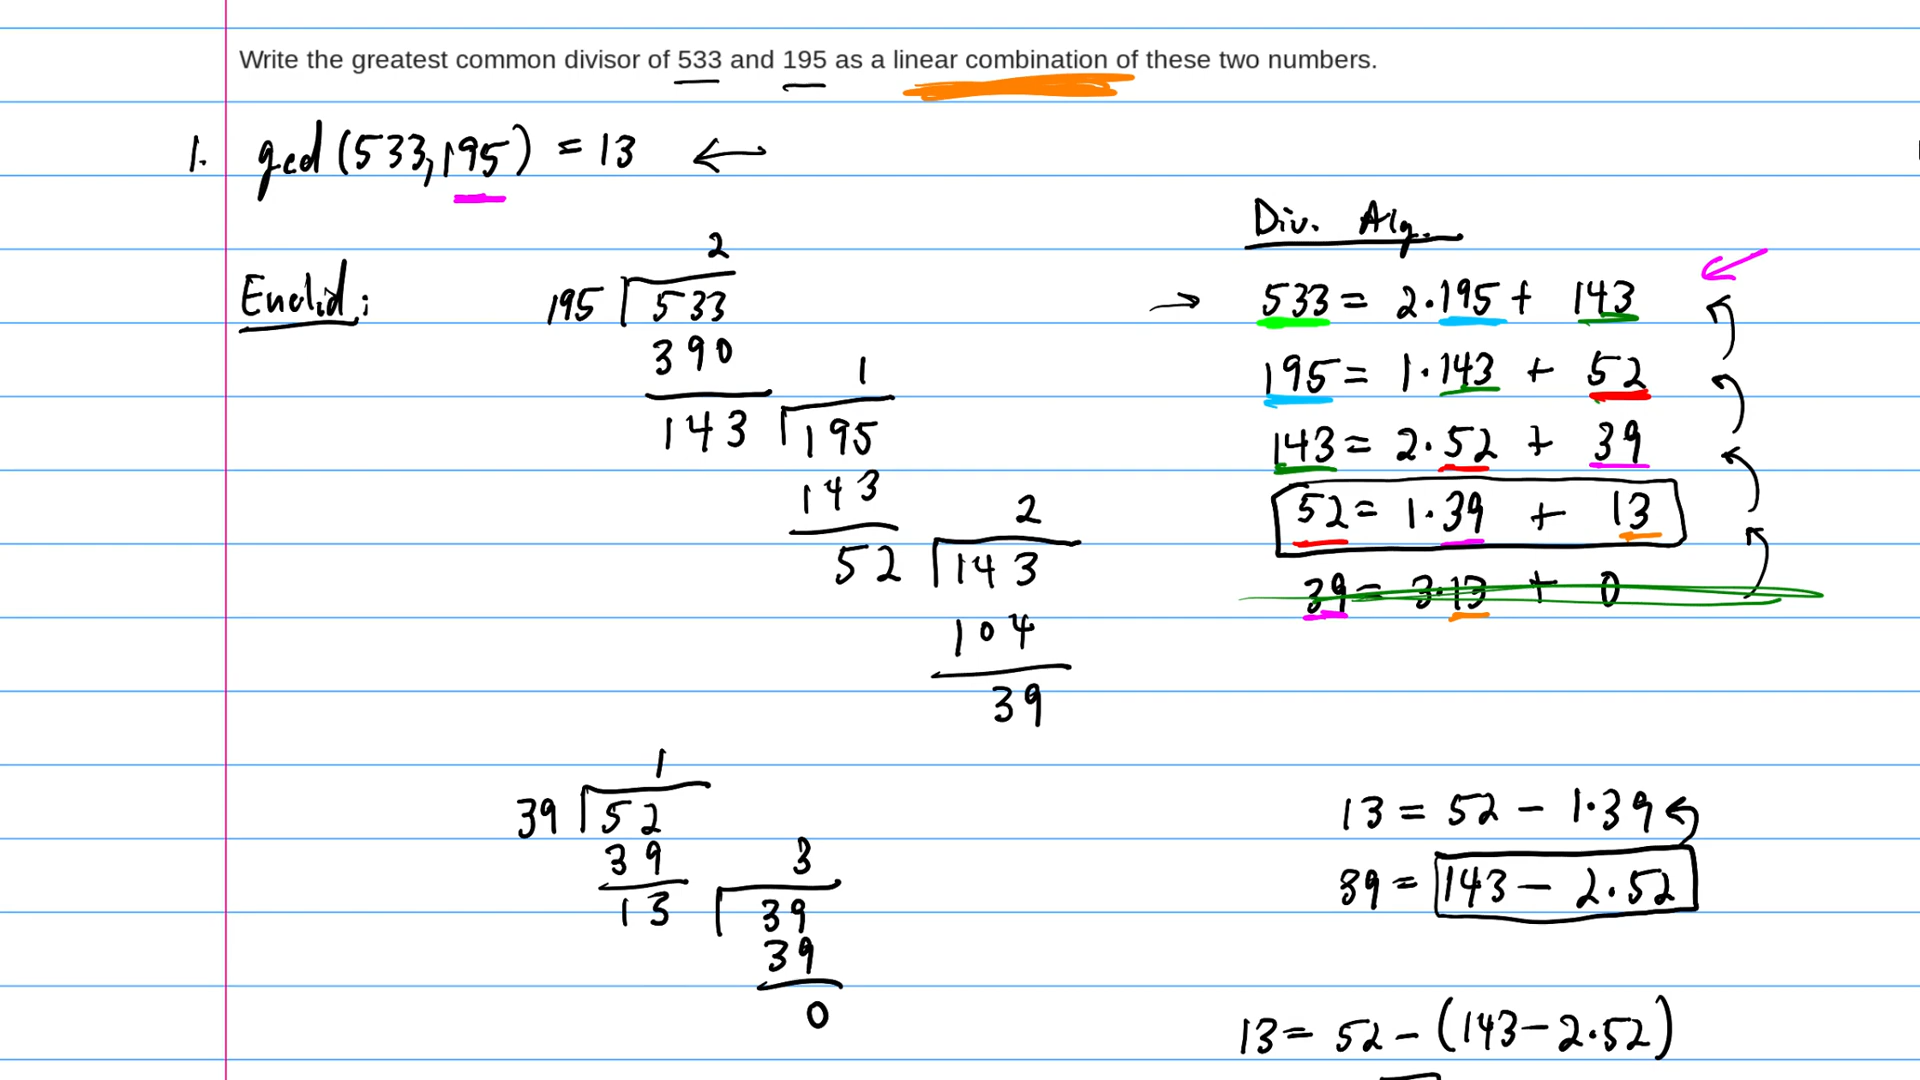 Write the greatest common divisor of 533 and 195 as a linear combination of these two numbers.
1. gcd(533,195) = 13 ←
Euclid:
2
195 533
390
1
143 195
143
2
52 143
104
39
1
39 52
39
3
13 39
39
0
Div. Alg.
→ 533 = 2·195 + 143
195 = 1·143 + 52
143 = 2·52 + 39
52 = 1·39 + 13
39 = 3·13 + 0
13 = 52 − 1·39
39 = 143 − 2·52
13 = 52 − (143 − 2·52)